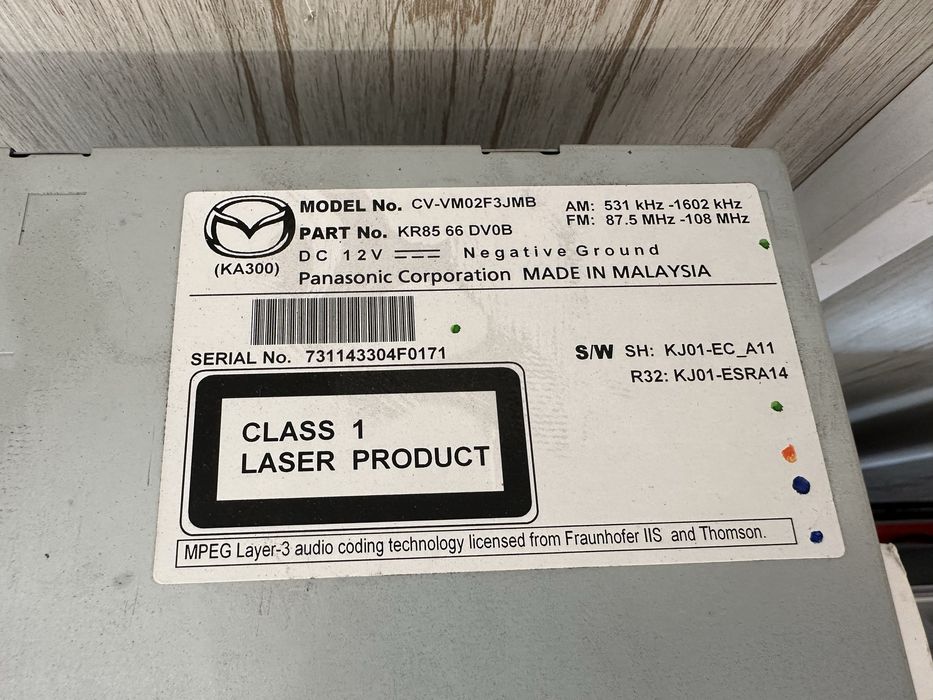 MODEL No. CV-VM02F3JMB AM: 531 kHz -1602 kHz
PART No. KR85 66 DV0B FM: 87.5 MHz -108 MHz
(KA300) DC 12V Negative Ground
Panasonic Corporation MADE IN MALAYSIA
SERIAL No. 731143304F0171
S/W SH: KJ01-EC_A11
R32: KJ01-ESRA14
CLASS 1
LASER PRODUCT
MPEG Layer-3 audio coding technology licensed from Fraunhofer IIS and Thomson.